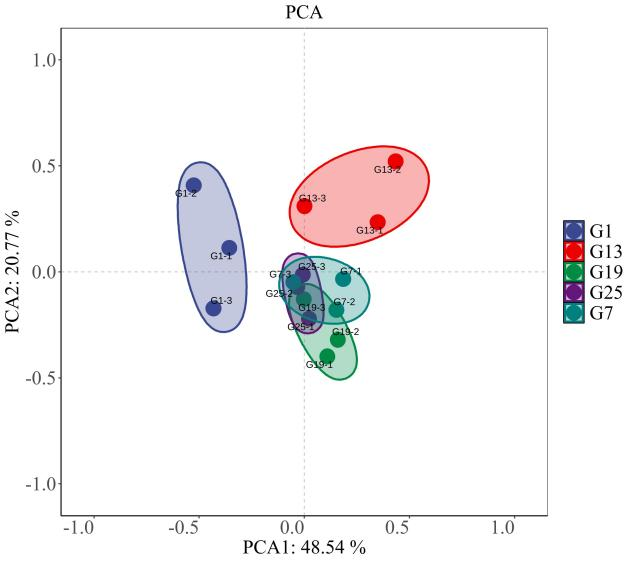 PCA
1.0
0.5
0.0
-0.5
-1.0
PCA2: 20.77 %
G1-2
G1-1
G1-3
G13-2
G13-3
G13-1
G25-3
G7-3
G7-1
G25-2
G7-2
G19-3
G25-1
G19-2
G19-1
G1
G13
G19
G25
G7
-1.0 -0.5 0.0 0.5 1.0
PCA1: 48.54 %